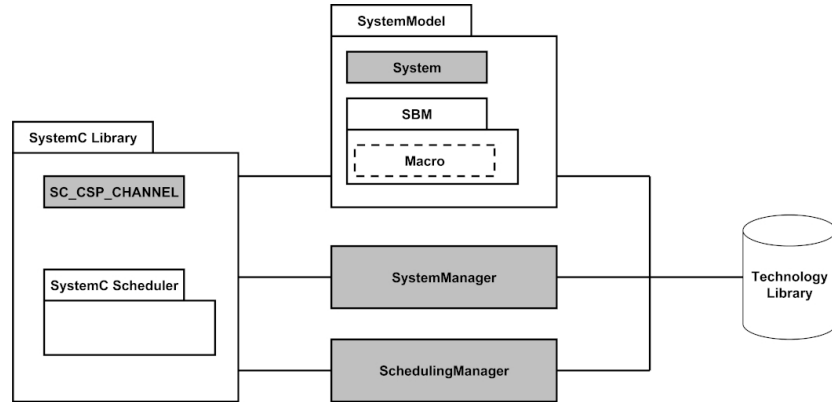 SystemModel
System
SBM
Macro
SystemC Library
SC_CSP_CHANNEL
SystemC Scheduler
SystemManager
SchedulingManager
Technology
Library